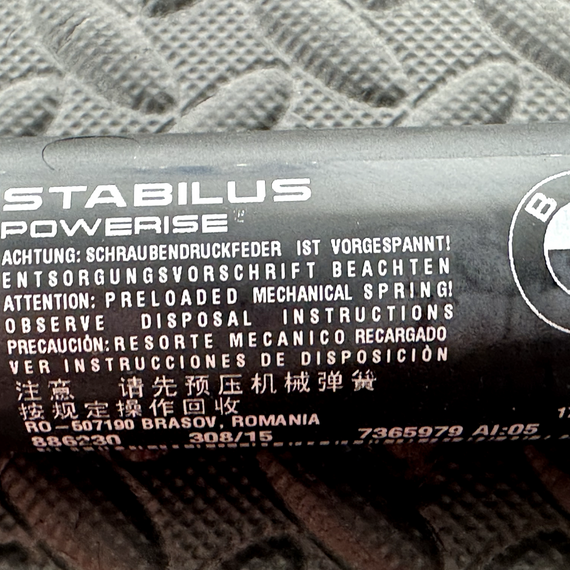 STABILUS
POWERISE
ACHTUNG: SCHRAUBENDRUCKFEDER IST VORGESPANNT!
ENTSORGUNGSVORSCHRIFT BEACHTEN
ATTENTION: PRELOADED MECHANICAL SPRING!
OBSERVE DISPOSAL INSTRUCTIONS
PRECAUCIÓN: RESORTE MECANICO RECARGADO
VER INSTRUCCIONES DE DISPOSICIÓN
注意 请先预压机械弹簧
按规定操作回收
RO-507190 BRASOV, ROMANIA
308/15 7365979 AI:05
B